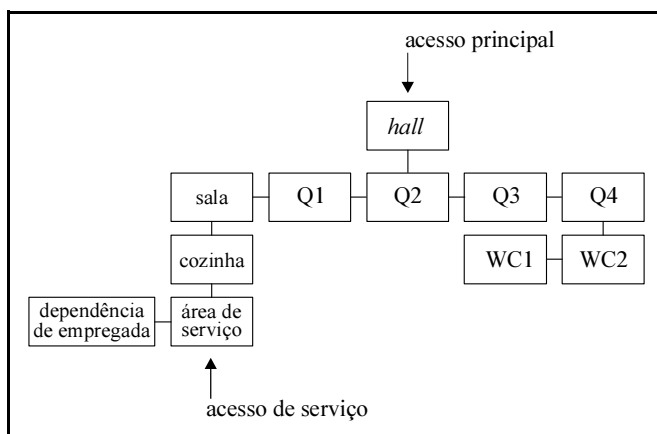 acesso principal
hall
sala
Q1
Q2
Q3
Q4
cozinha
WC1
WC2
dependência
de empregada
área de
serviço
acesso de serviço